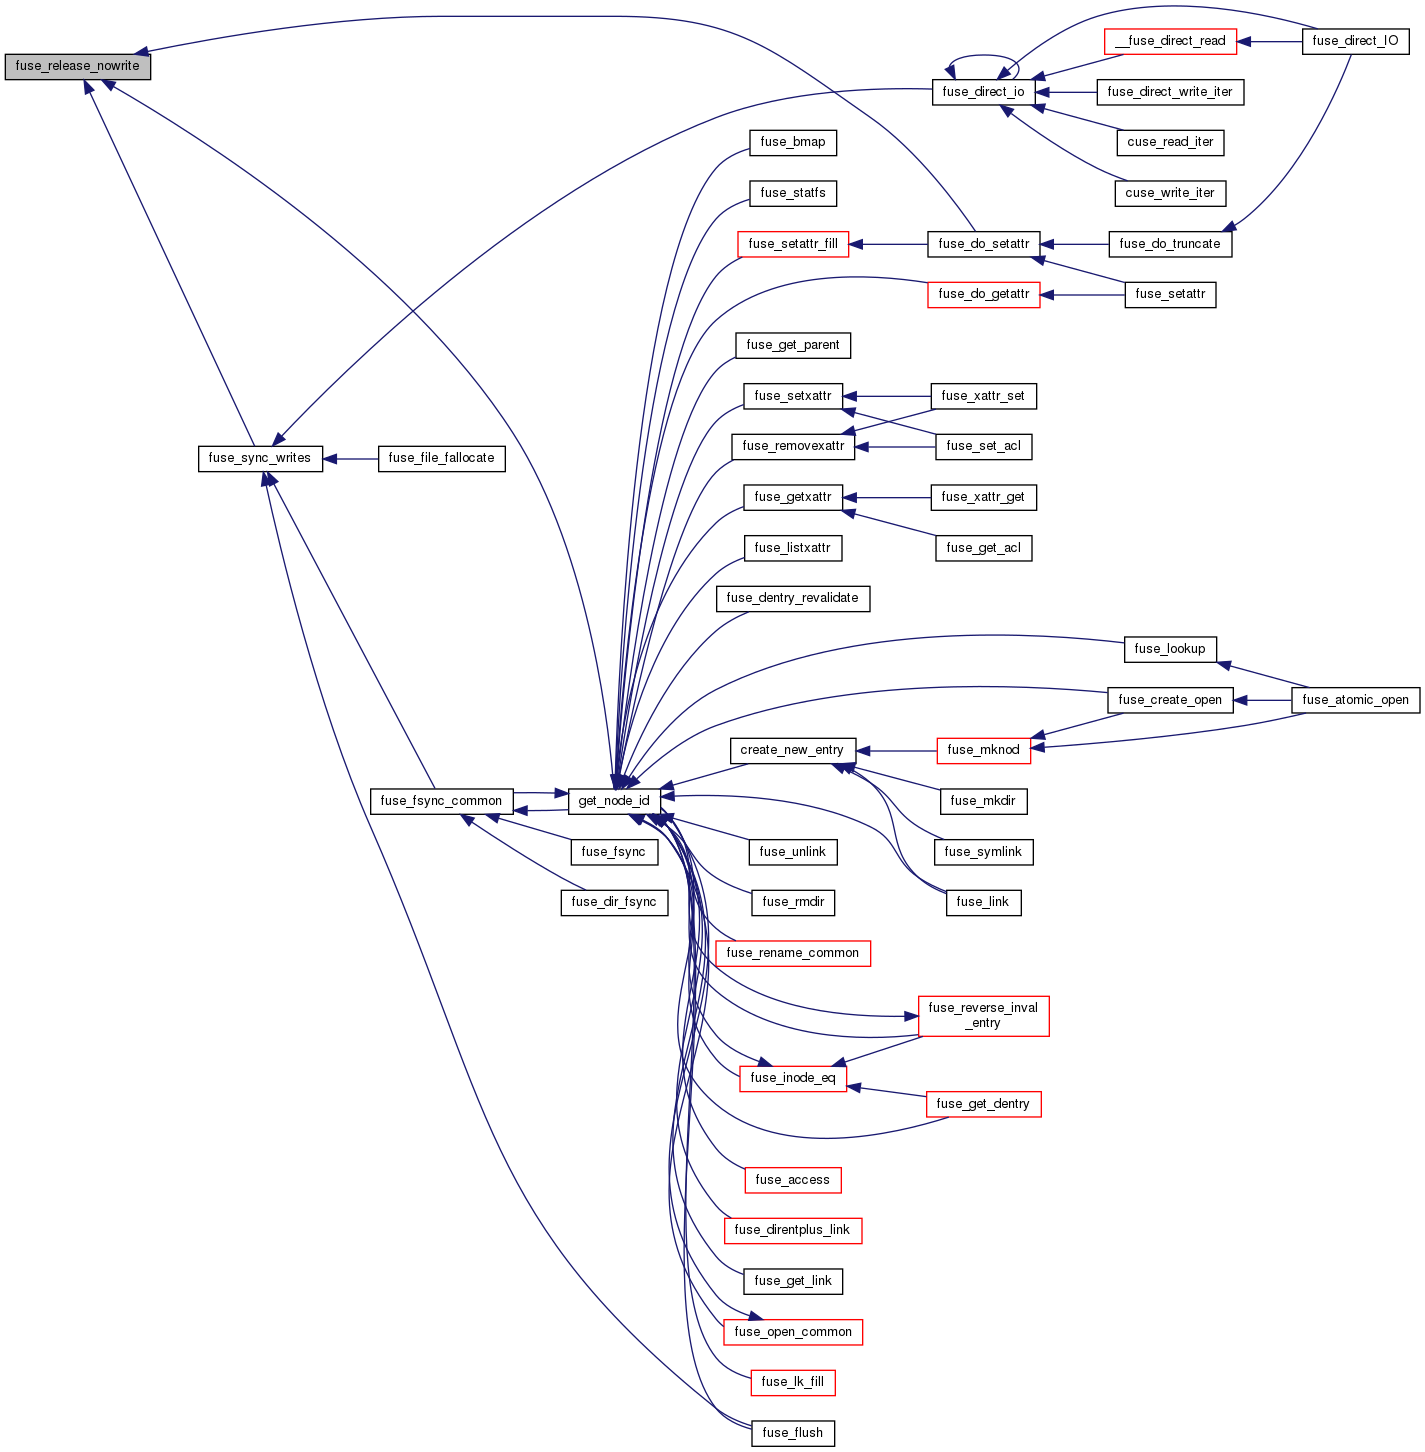 fuse_release_nowrite
fuse_direct_io
__fuse_direct_read
fuse_direct_IO
fuse_direct_write_iter
cuse_read_iter
cuse_write_iter
fuse_bmap
fuse_statfs
fuse_setattr_fill
fuse_do_setattr
fuse_do_truncate
fuse_do_getattr
fuse_setattr
fuse_get_parent
fuse_setxattr
fuse_xattr_set
fuse_removexattr
fuse_set_acl
fuse_sync_writes
fuse_file_fallocate
fuse_getxattr
fuse_xattr_get
fuse_listxattr
fuse_get_acl
fuse_dentry_revalidate
fuse_lookup
fuse_create_open
fuse_atomic_open
create_new_entry
fuse_mknod
fuse_fsync_common
get_node_id
fuse_mkdir
fuse_fsync
fuse_unlink
fuse_symlink
fuse_dir_fsync
fuse_rmdir
fuse_link
fuse_rename_common
fuse_reverse_inval
_entry
fuse_inode_eq
fuse_get_dentry
fuse_access
fuse_direntplus_link
fuse_get_link
fuse_open_common
fuse_lk_fill
fuse_flush